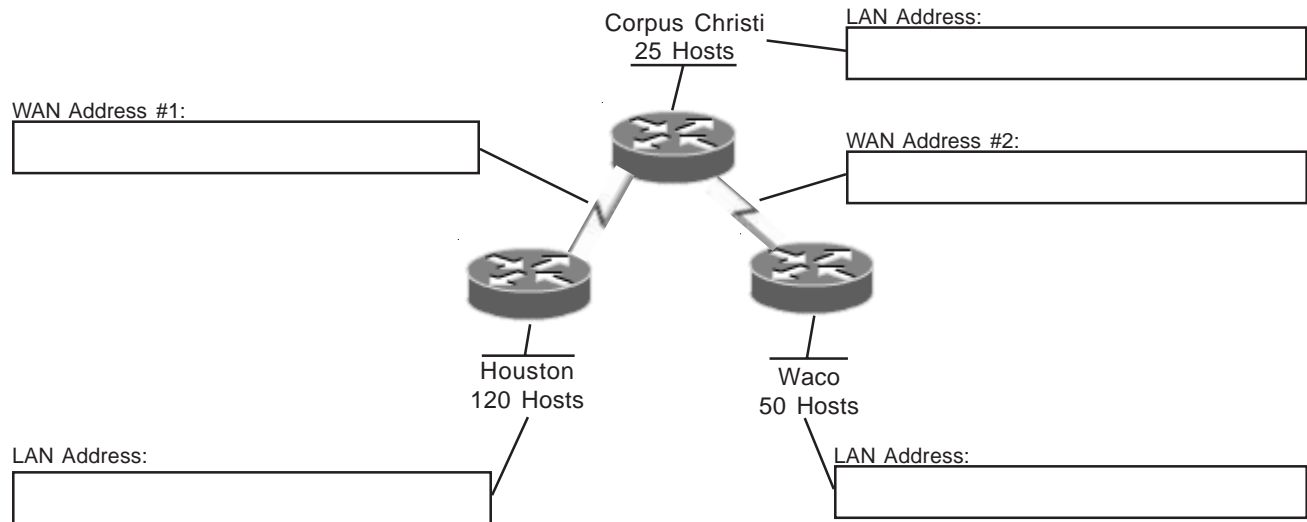 Corpus Christi
25 Hosts
LAN Address:
WAN Address #1:
WAN Address #2:
Houston
120 Hosts
Waco
50 Hosts
LAN Address:
LAN Address: